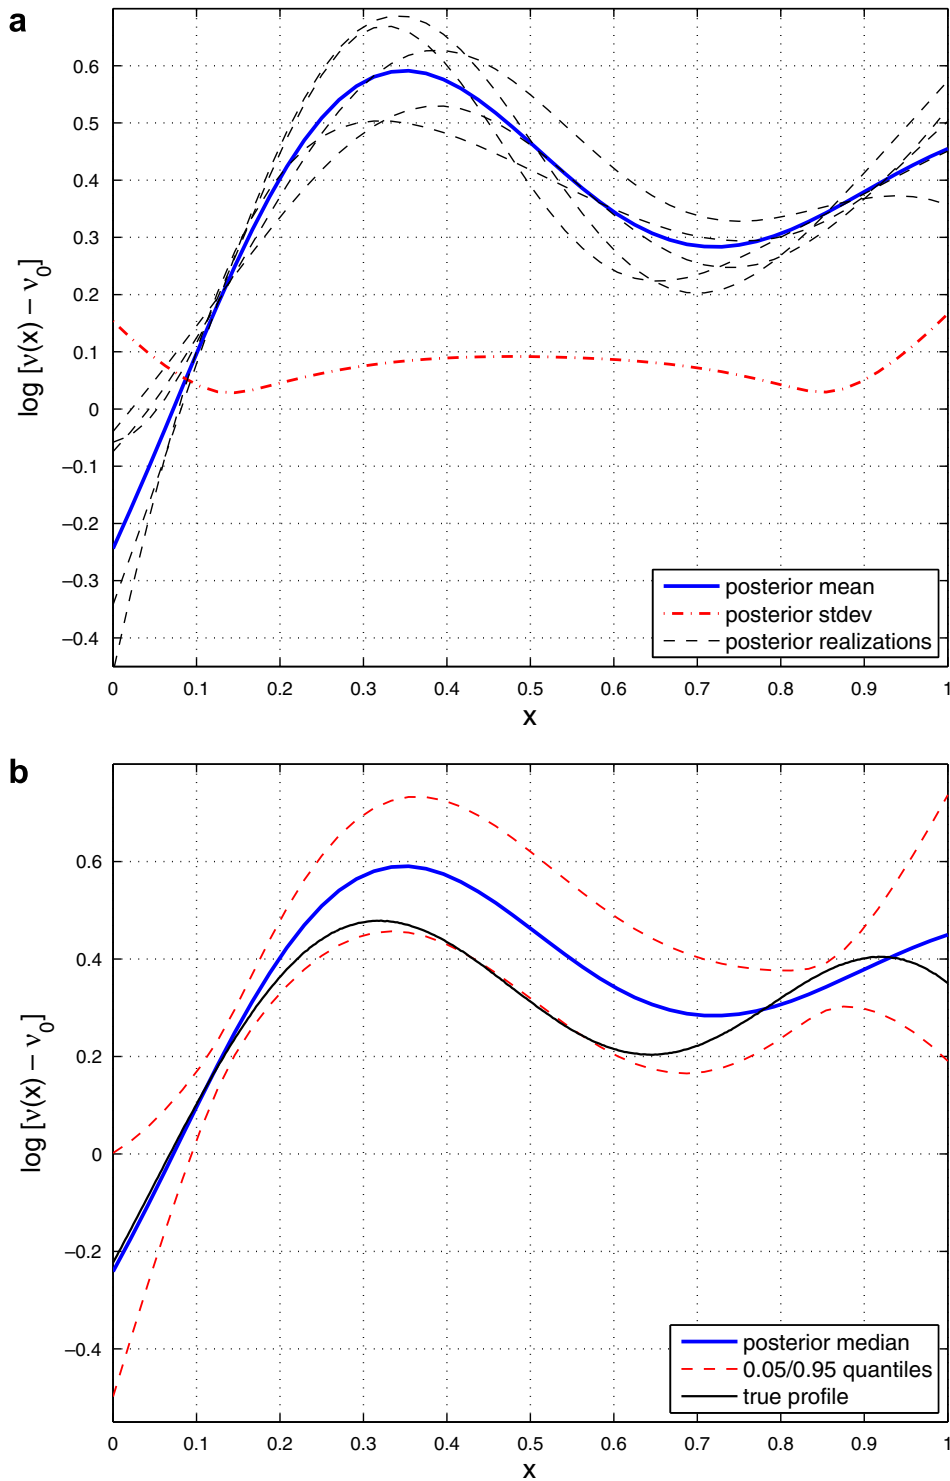 a
log [ν(x) − ν0]
0.6
0.5
0.4
0.3
0.2
0.1
0
−0.1
−0.2
−0.3
−0.4
posterior mean
posterior stdev
posterior realizations
0 0.1 0.2 0.3 0.4 0.5 0.6 0.7 0.8 0.9 1
x
b
log [ν(x) − ν0]
0.6
0.4
0.2
0
−0.2
−0.4
posterior median
0.05/0.95 quantiles
true profile
0 0.1 0.2 0.3 0.4 0.5 0.6 0.7 0.8 0.9 1
x